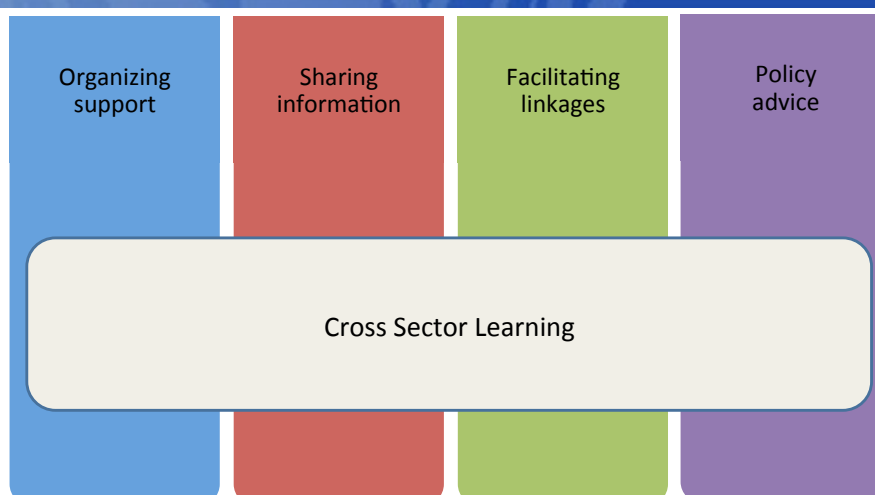 Organizing
support
Sharing
information
Facilitating
linkages
Policy
advice
Cross Sector Learning